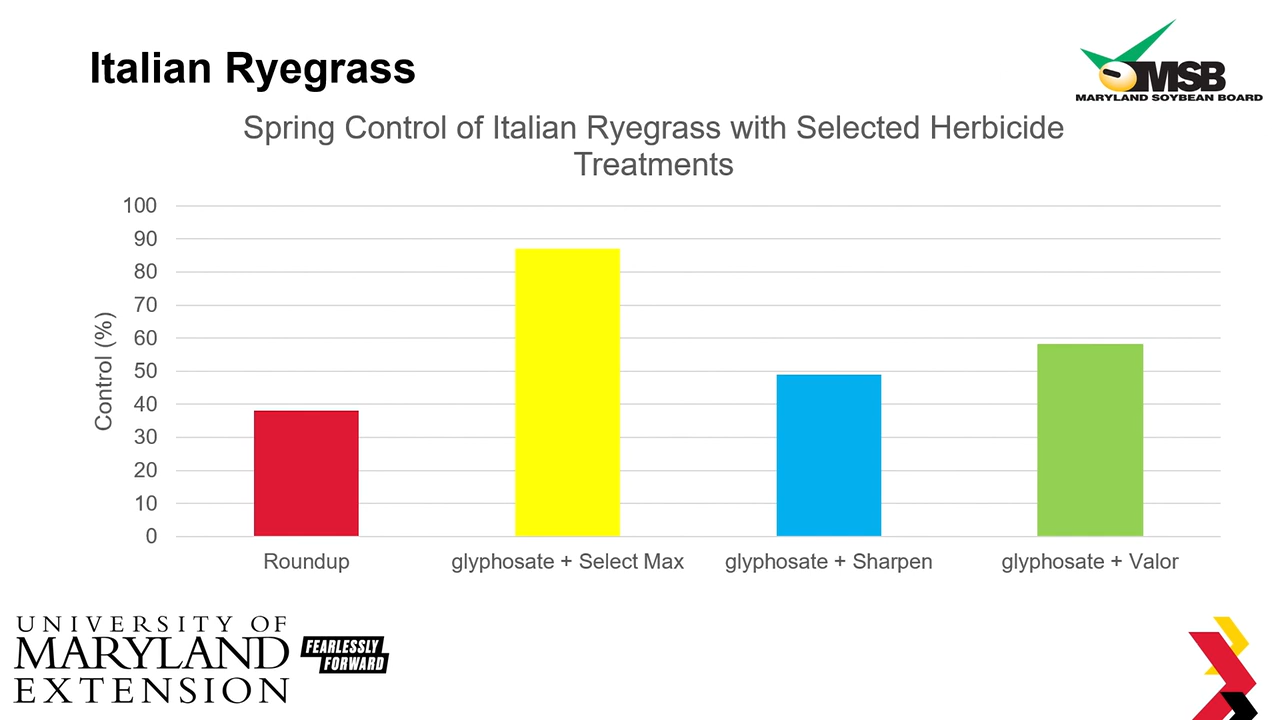 Italian Ryegrass
MSB
MARYLAND SOYBEAN BOARD
Spring Control of Italian Ryegrass with Selected Herbicide
Treatments
Control (%)
100
90
80
70
60
50
40
30
20
10
0
Roundup
glyphosate + Select Max
glyphosate + Sharpen
glyphosate + Valor
UNIVERSITY OF
MARYLAND
EXTENSION
FEARLESSLY
FORWARD